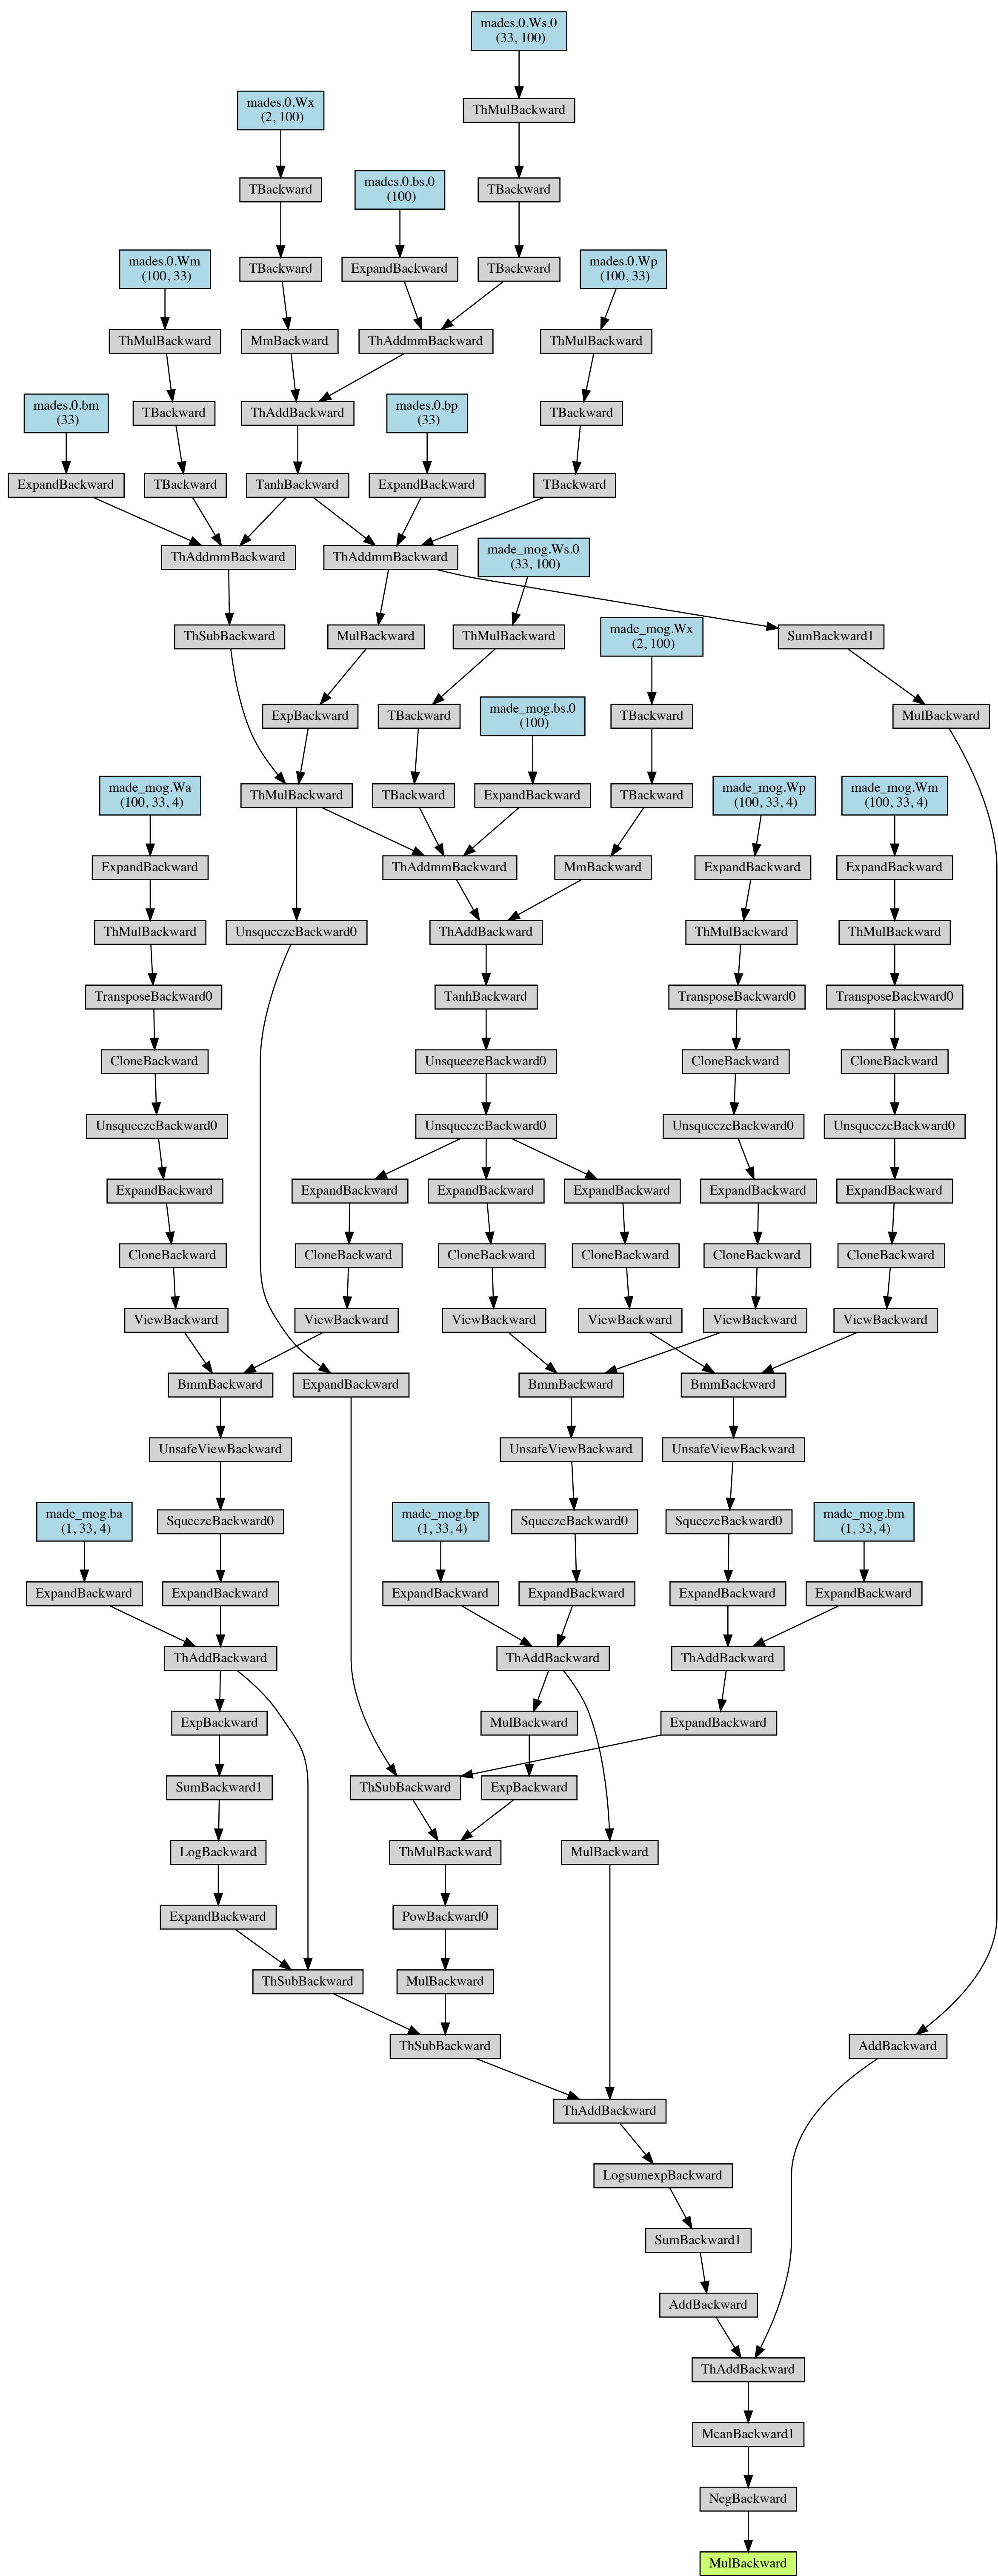 mades.0.Ws.0
(33, 100)
mades.0.Wx
(2, 100)
ThMulBackward
mades.0.bs.0
(100)
TBackward
TBackward
mades.0.Wm
(100, 33)
TBackward
ExpandBackward
TBackward
mades.0.Wp
(100, 33)
ThMulBackward
MmBackward
ThAddmmBackward
ThMulBackward
mades.0.bm
(33)
TBackward
ThAddBackward
mades.0.bp
(33)
TBackward
ExpandBackward
TBackward
TanhBackward
ExpandBackward
TBackward
ThAddmmBackward
ThAddmmBackward
made_mog.Ws.0
(33, 100)
ThSubBackward
MulBackward
ThMulBackward
made_mog.Wx
(2, 100)
SumBackward1
ExpBackward
TBackward
made_mog.bs.0
(100)
TBackward
MulBackward
made_mog.Wa
(100, 33, 4)
ThMulBackward
TBackward
ExpandBackward
TBackward
made_mog.Wp
(100, 33, 4)
made_mog.Wm
(100, 33, 4)
ExpandBackward
ThAddmmBackward
MmBackward
ExpandBackward
ExpandBackward
ThMulBackward
UnsqueezeBackward0
ThAddBackward
ThMulBackward
ThMulBackward
TransposeBackward0
TanhBackward
TransposeBackward0
TransposeBackward0
CloneBackward
UnsqueezeBackward0
CloneBackward
CloneBackward
UnsqueezeBackward0
UnsqueezeBackward0
UnsqueezeBackward0
UnsqueezeBackward0
ExpandBackward
ExpandBackward
ExpandBackward
ExpandBackward
ExpandBackward
ExpandBackward
CloneBackward
CloneBackward
CloneBackward
CloneBackward
CloneBackward
CloneBackward
ViewBackward
ViewBackward
ViewBackward
ViewBackward
ViewBackward
ViewBackward
BmmBackward
ExpandBackward
BmmBackward
BmmBackward
UnsafeViewBackward
UnsafeViewBackward
UnsafeViewBackward
made_mog.ba
(1, 33, 4)
SqueezeBackward0
made_mog.bp
(1, 33, 4)
SqueezeBackward0
SqueezeBackward0
made_mog.bm
(1, 33, 4)
ExpandBackward
ExpandBackward
ExpandBackward
ExpandBackward
ExpandBackward
ExpandBackward
ThAddBackward
ThAddBackward
ThAddBackward
ExpBackward
MulBackward
ExpandBackward
SumBackward1
ThSubBackward
ExpBackward
LogBackward
ThMulBackward
MulBackward
ExpandBackward
PowBackward0
ThSubBackward
MulBackward
ThSubBackward
AddBackward
ThAddBackward
LogsumexpBackward
SumBackward1
AddBackward
ThAddBackward
MeanBackward1
NegBackward
MulBackward